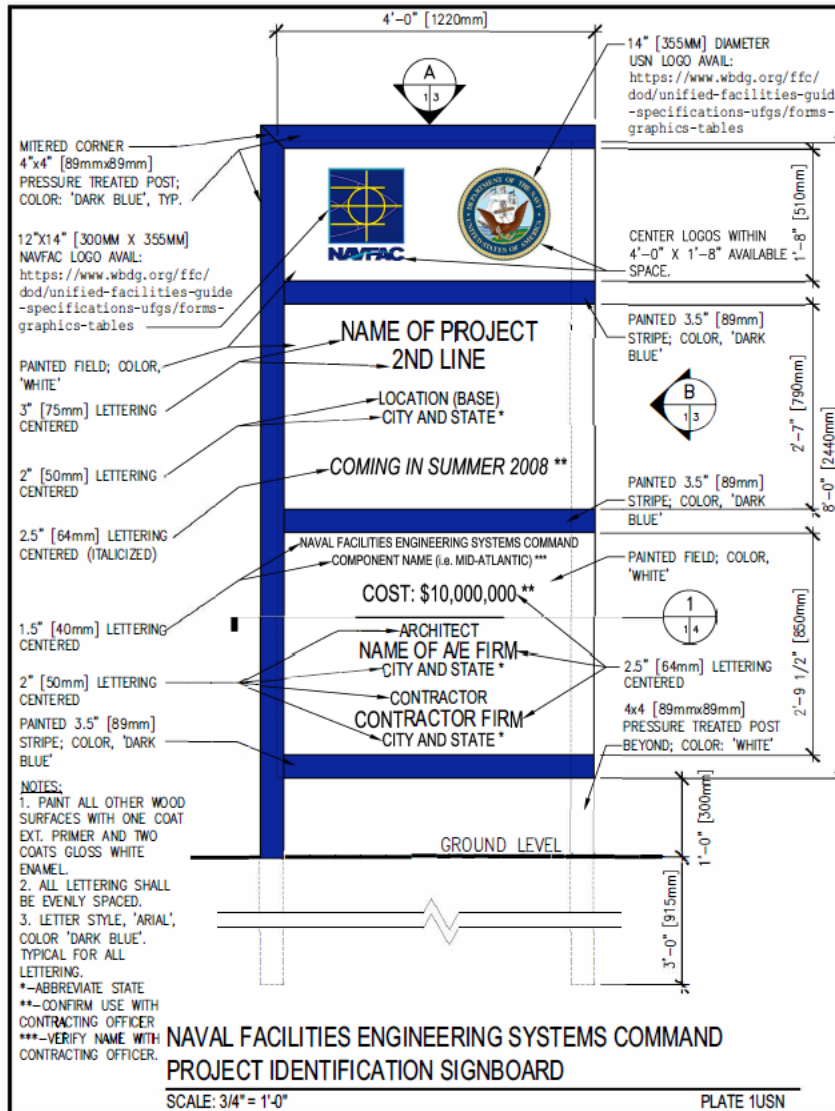 4'-0" [1220mm]
A
1 3
14" [355MM] DIAMETER
USN LOGO AVAIL:
https://www.wbdg.org/ffc/
dod/unified-facilities-guide
-specifications-ufgs/forms-
graphics-tables
MITERED CORNER
4"x4" [89mmx89mm]
PRESSURE TREATED POST;
COLOR: 'DARK BLUE', TYP.
12"X14" [300MM X 355MM]
NAVFAC LOGO AVAIL:
https://www.wbdg.org/ffc/
dod/unified-facilities-guide
-specifications-ufgs/forms-
graphics-tables
NAVFAC
DEPARTMENT OF THE NAVY
UNITED STATES OF AMERICA
1'-8" [510mm]
CENTER LOGOS WITHIN
4'-0" X 1'-8" AVAILABLE
SPACE.
PAINTED FIELD; COLOR,
'WHITE'
3" [75mm] LETTERING
CENTERED
2" [50mm] LETTERING
CENTERED
2.5" [64mm] LETTERING
CENTERED (ITALICIZED)
NAME OF PROJECT
2ND LINE
LOCATION (BASE)
CITY AND STATE *
COMING IN SUMMER 2008 **
PAINTED 3.5" [89mm]
STRIPE; COLOR, 'DARK
BLUE'
B
1 3
2'-7" [790mm]
8'-0" [2440mm]
PAINTED 3.5" [89mm]
STRIPE; COLOR, 'DARK
BLUE'
NAVAL FACILITIES ENGINEERING SYSTEMS COMMAND
COMPONENT NAME (i.e. MID-ATLANTIC) ***
COST: $10,000,000 **
ARCHITECT
NAME OF A/E FIRM
CITY AND STATE *
CONTRACTOR
CONTRACTOR FIRM
CITY AND STATE *
1.5" [40mm] LETTERING
CENTERED
2" [50mm] LETTERING
CENTERED
PAINTED 3.5" [89mm]
STRIPE; COLOR, 'DARK
BLUE'
PAINTED FIELD; COLOR,
'WHITE'
1
1 4
2.5" [64mm] LETTERING
CENTERED
4x4 [89mmx89mm]
PRESSURE TREATED POST
BEYOND; COLOR: 'WHITE'
2'-9 1/2" [850mm]
GROUND LEVEL
1'-0" [300mm]
3'-0" [915mm]
NOTES:
1. PAINT ALL OTHER WOOD
SURFACES WITH ONE COAT
EXT. PRIMER AND TWO
COATS GLOSS WHITE
ENAMEL.
2. ALL LETTERING SHALL
BE EVENLY SPACED.
3. LETTER STYLE, 'ARIAL',
COLOR 'DARK BLUE'.
TYPICAL FOR ALL
LETTERING.
*-ABBREVIATE STATE
**-CONFIRM USE WITH
CONTRACTING OFFICER
***-VERIFY NAME WITH
CONTRACTING OFFICER.
NAVAL FACILITIES ENGINEERING SYSTEMS COMMAND
PROJECT IDENTIFICATION SIGNBOARD
SCALE: 3/4" = 1'-0"
PLATE 1USN